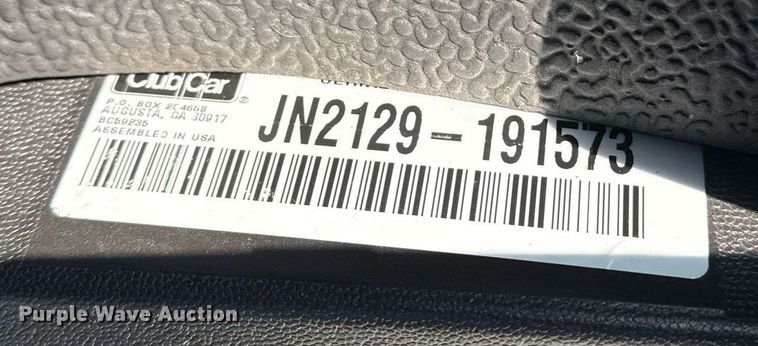 Club Car ®
P.O. BOX 204658
AUGUSTA, GA 30917
BC59235
ASSEMBLED IN USA
JN2129-191573
Purple Wave Auction